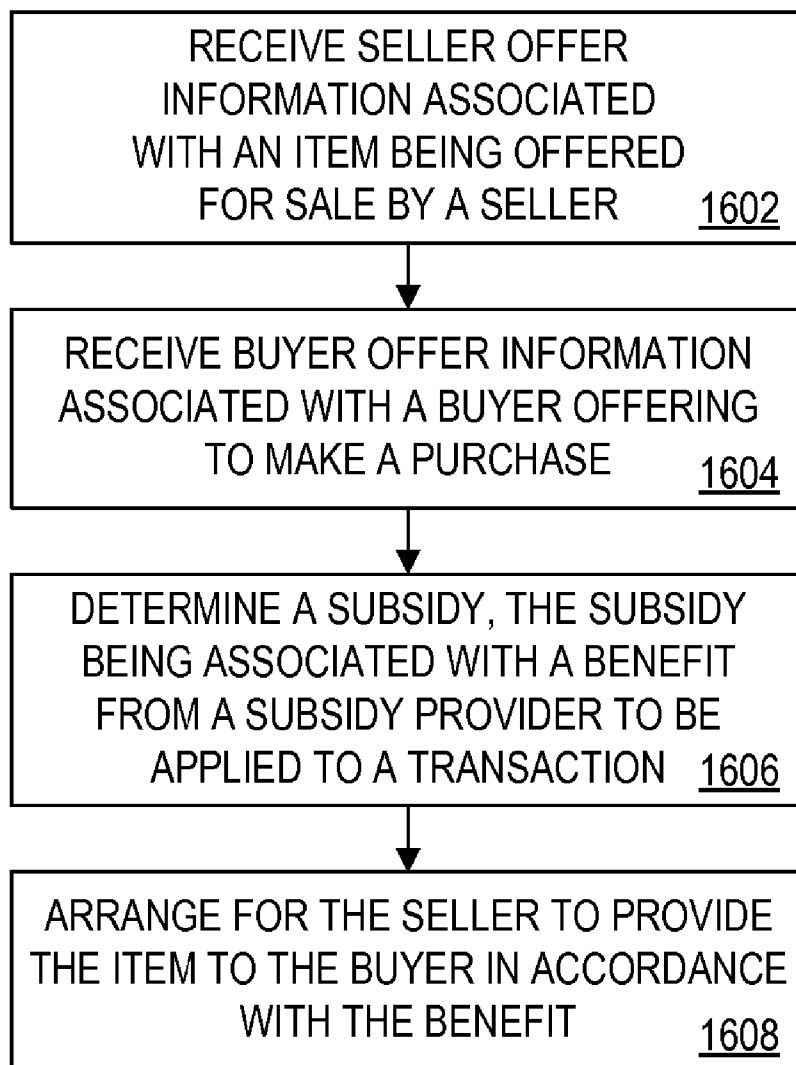 RECEIVE SELLER OFFER
INFORMATION ASSOCIATED
WITH AN ITEM BEING OFFERED
FOR SALE BY A SELLER 1602
RECEIVE BUYER OFFER INFORMATION
ASSOCIATED WITH A BUYER OFFERING
TO MAKE A PURCHASE 1604
DETERMINE A SUBSIDY, THE SUBSIDY
BEING ASSOCIATED WITH A BENEFIT
FROM A SUBSIDY PROVIDER TO BE
APPLIED TO A TRANSACTION 1606
ARRANGE FOR THE SELLER TO PROVIDE
THE ITEM TO THE BUYER IN ACCORDANCE
WITH THE BENEFIT 1608